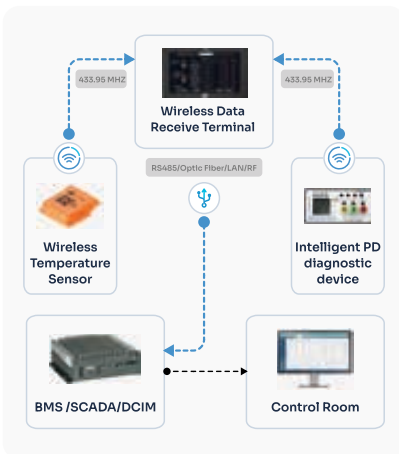 433.95 MHZ
433.95 MHZ
Wireless Data
Receive Terminal
RS485/Optic Fiber/LAN/RF
Wireless
Temperature
Sensor
Intelligent PD
diagnostic
device
BMS /SCADA/DCIM
Control Room